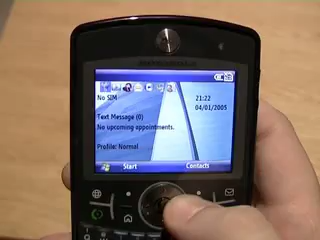 No SIM
21:22
04/01/2005
Text Message (0)
No upcoming appointments.
Profile: Normal
Start
Contacts